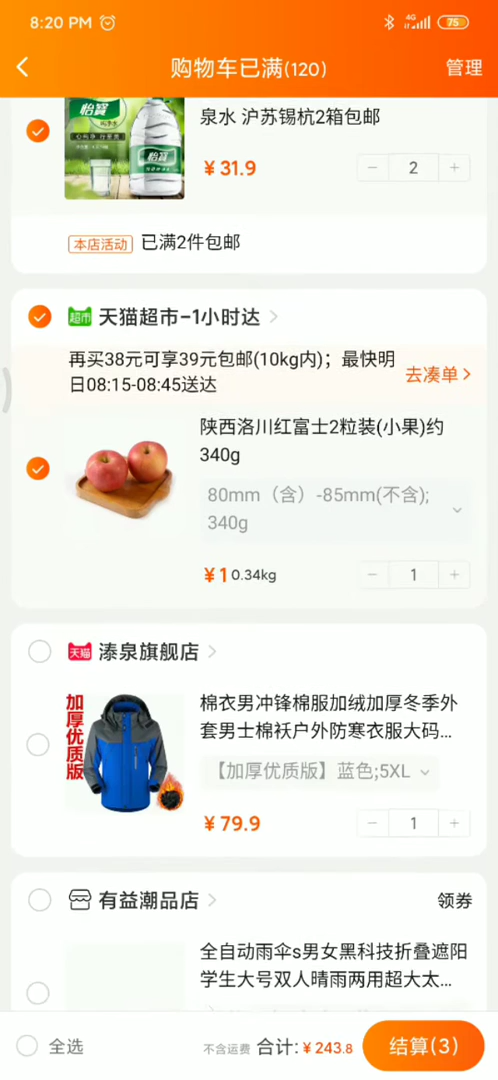 8:20 PM
4G
75
购物车已满(120)
管理
怡寶
怡寶
泉水 沪苏锡杭2箱包邮
¥ 31.9
2
本店活动 已满2件包邮
超市 天猫超市-1小时达
再买38元可享39元包邮(10kg内)；最快明
日08:15-08:45送达
去凑单
陕西洛川红富士2粒装(小果)约
340g
80mm（含）-85mm(不含);
340g
¥ 1 0.34kg
1
天猫 溱泉旗舰店
加厚优质版
棉衣男冲锋棉服加绒加厚冬季外
套男士棉袄户外防寒衣服大码...
【加厚优质版】蓝色;5XL
¥ 79.9
1
有益潮品店
领券
全自动雨伞s男女黑科技折叠遮阳
学生大号双人晴雨两用超大太...
全选
不含运费 合计: ¥ 243.8
结算(3)